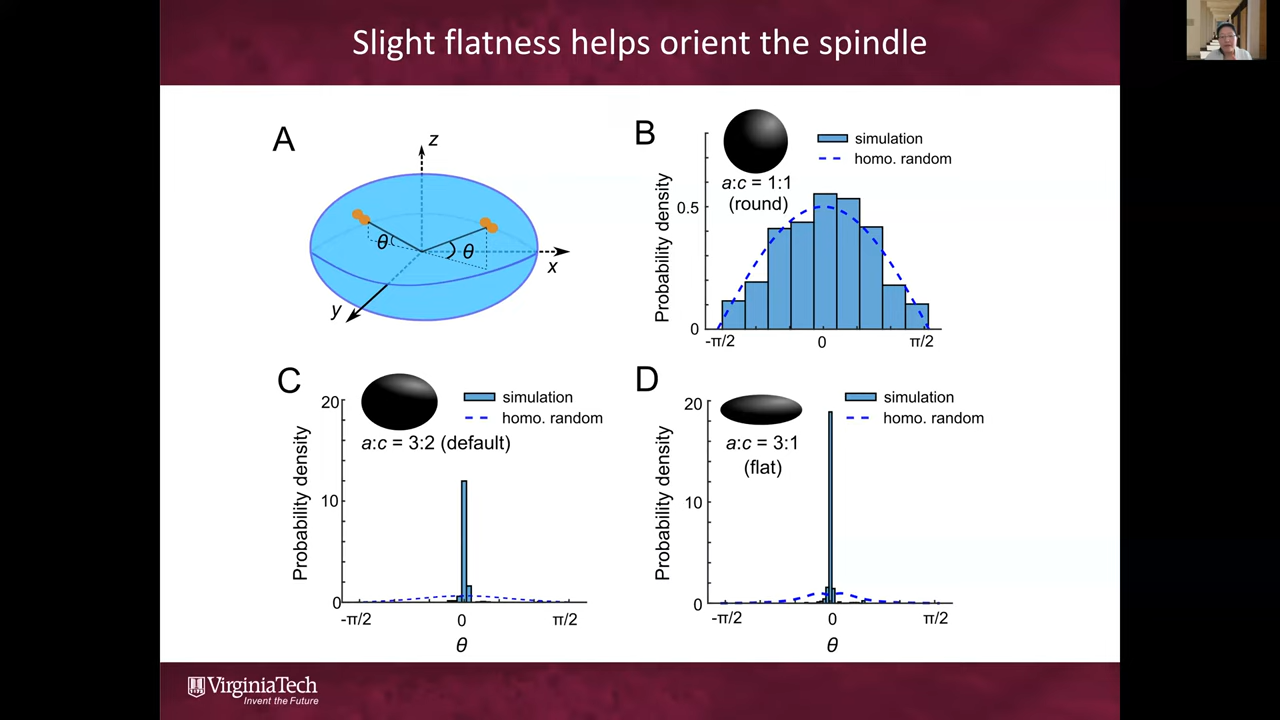 Slight flatness helps orient the spindle
A
z
θ
θ
x
y
B
a:c = 1:1
(round)
simulation
homo. random
Probability density
0.5
0
-π/2
0
π/2
C
a:c = 3:2 (default)
simulation
homo. random
Probability density
20
10
0
-π/2
0
π/2
θ
D
a:c = 3:1
(flat)
simulation
homo. random
Probability density
20
10
0
-π/2
0
π/2
θ
VirginiaTech
Invent the Future